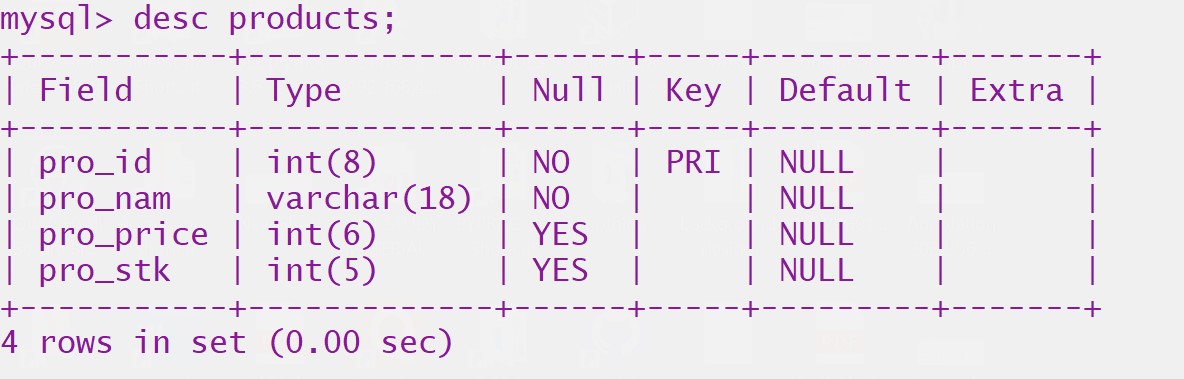 mysql> desc products;
+-----------+-------------+------+-----+---------+-------+
| Field     | Type        | Null | Key | Default | Extra |
+-----------+-------------+------+-----+---------+-------+
| pro_id    | int(8)      | NO   | PRI | NULL    |       |
| pro_nam   | varchar(18) | NO   |     | NULL    |       |
| pro_price | int(6)      | YES  |     | NULL    |       |
| pro_stk   | int(5)      | YES  |     | NULL    |       |
+-----------+-------------+------+-----+---------+-------+
4 rows in set (0.00 sec)